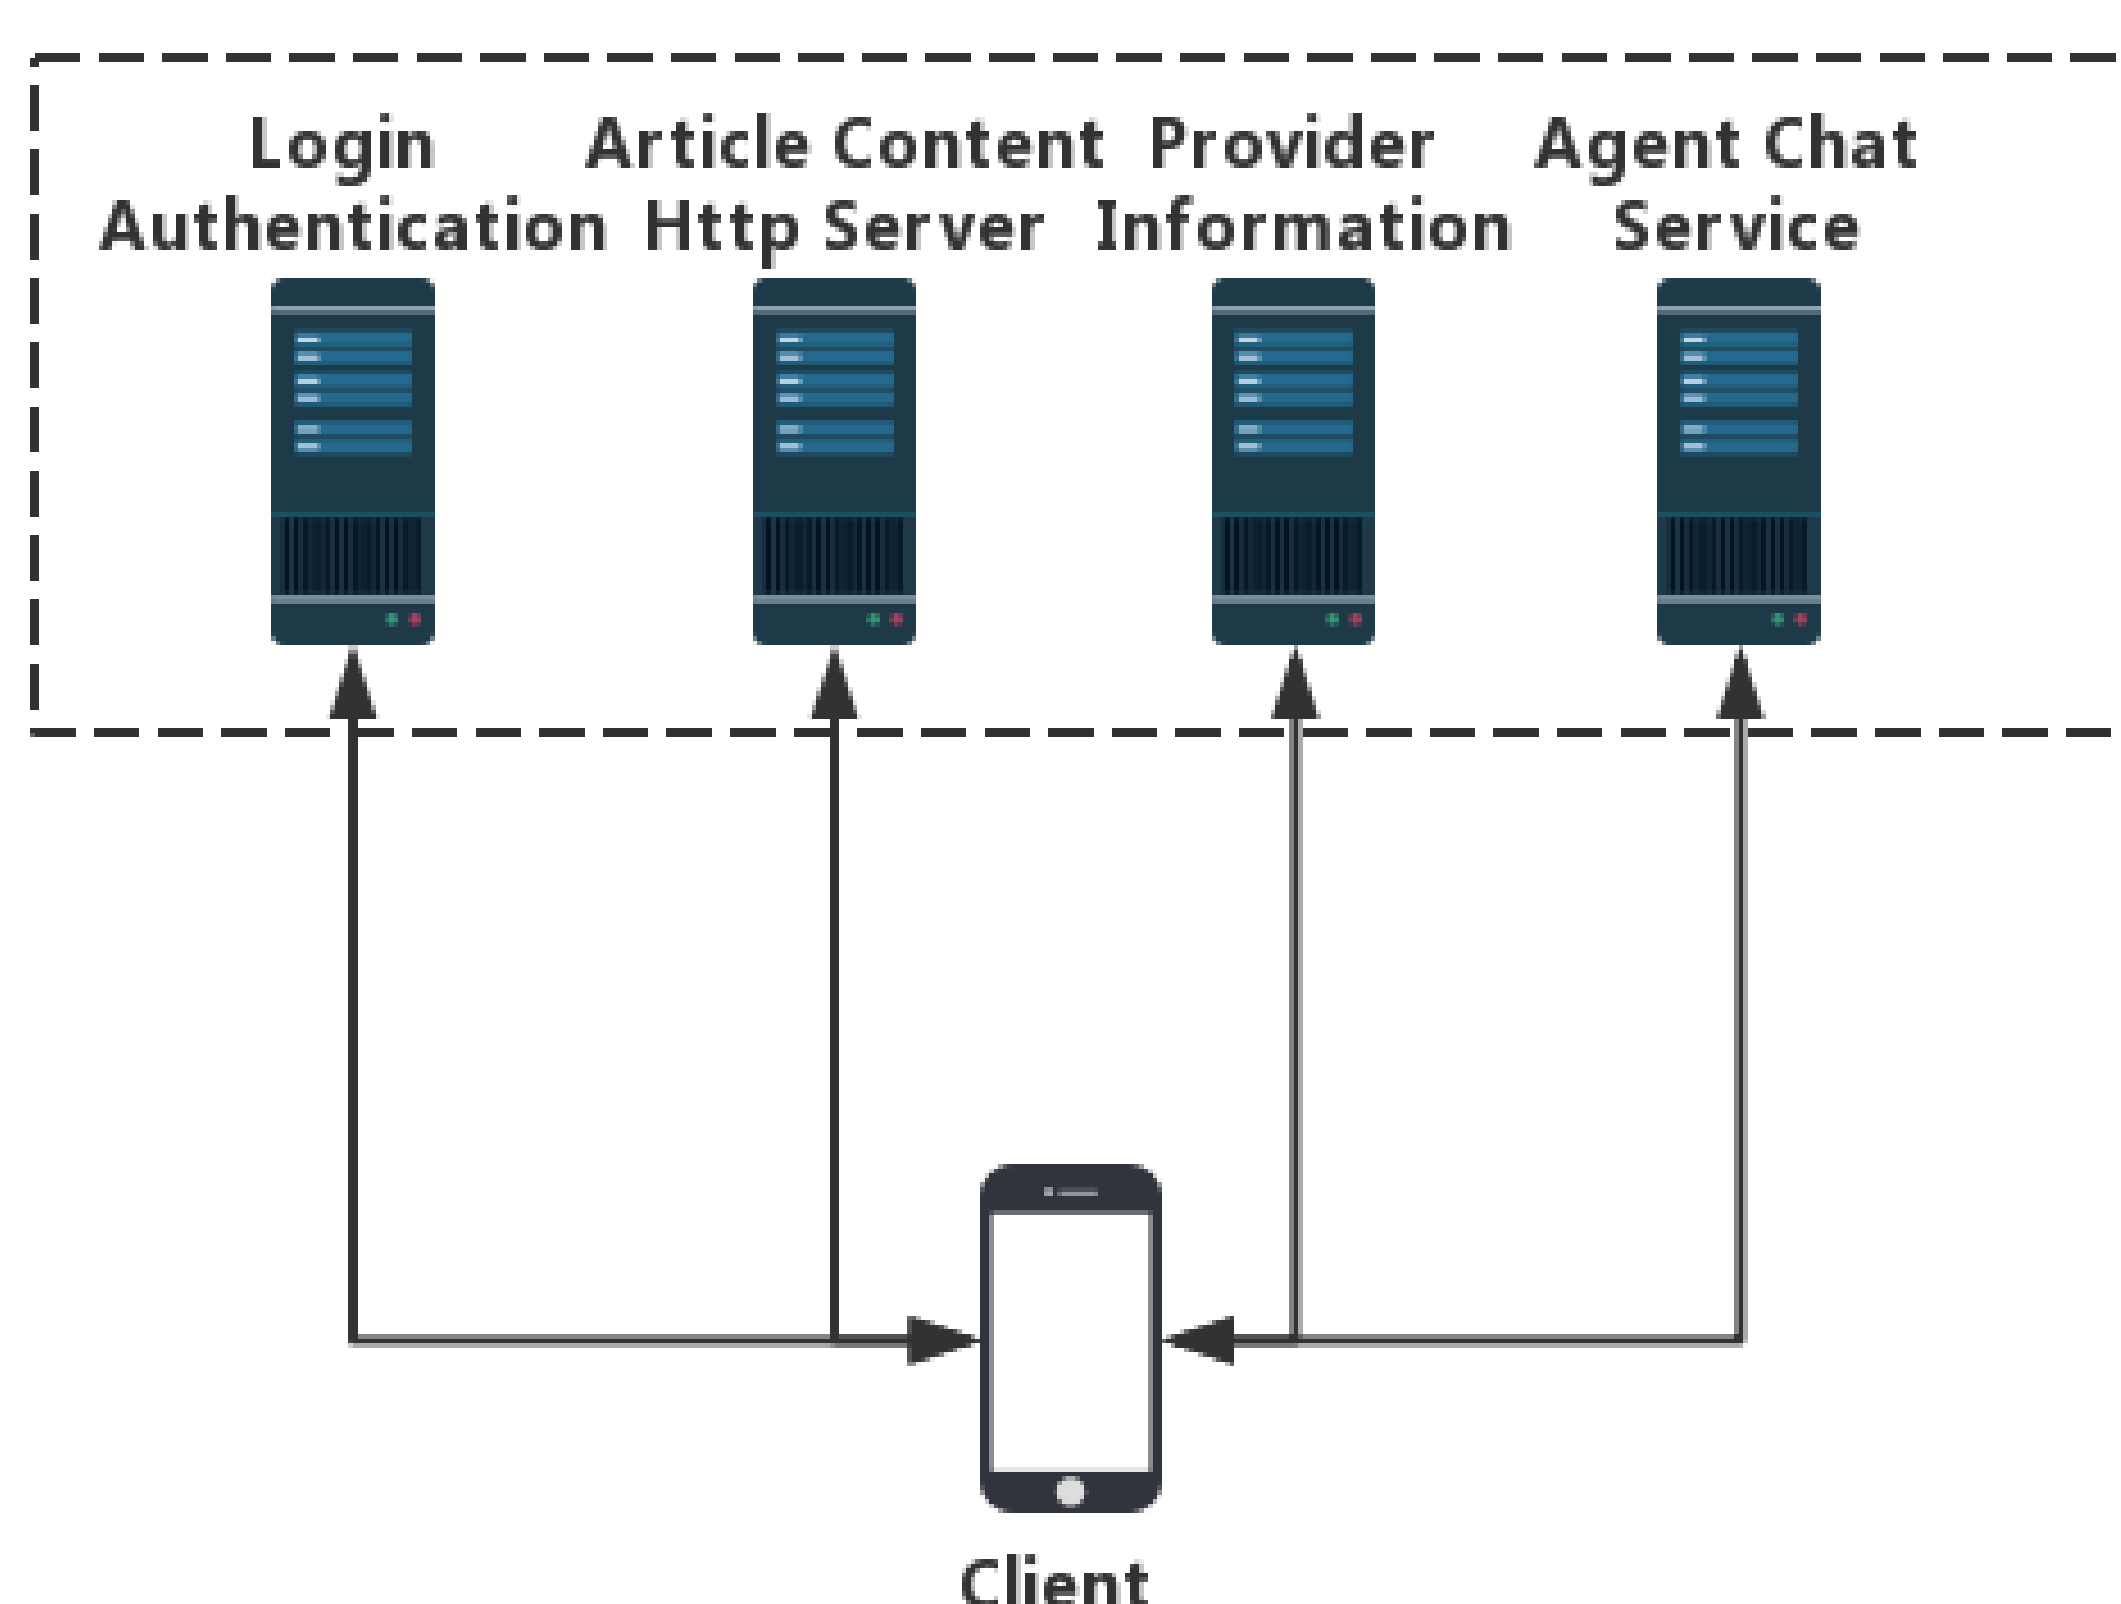 Login
Authentication
Article Content
Http Server
Provider
Information
Agent Chat
Service
Client